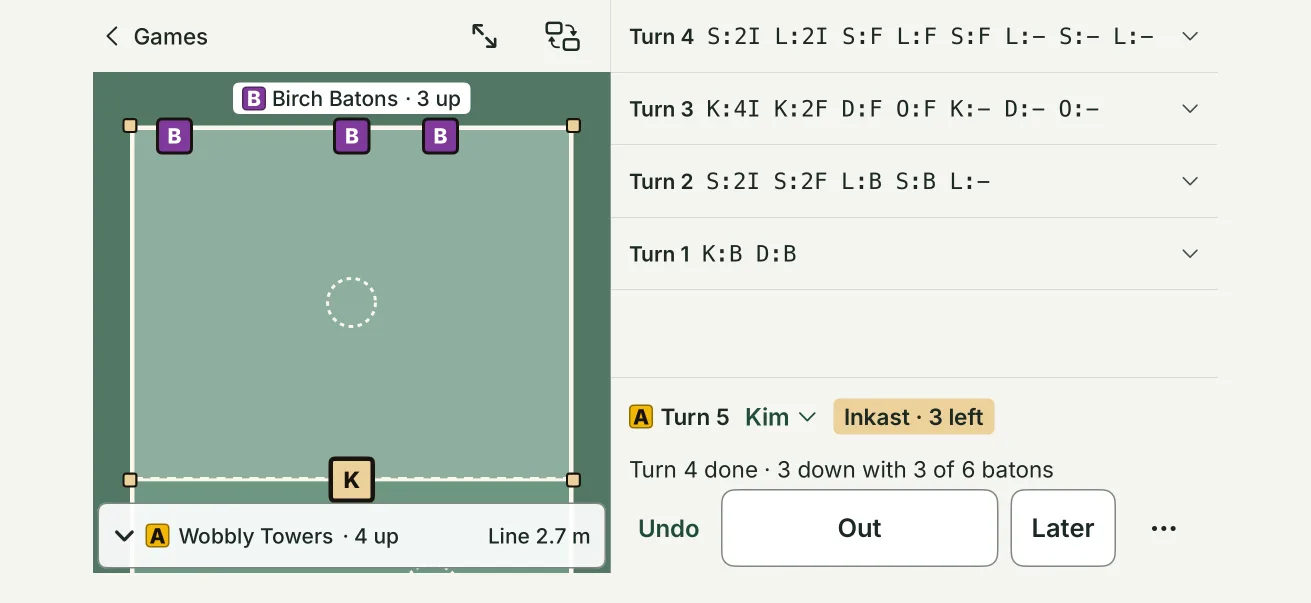 Games
B Birch Batons · 3 up
B B B
K
A Wobbly Towers · 4 up Line 2.7 m
Turn 4 S:2I L:2I S:F L:F S:F L:– S:– L:–
Turn 3 K:4I K:2F D:F O:F K:– D:– O:–
Turn 2 S:2I S:2F L:B S:B L:–
Turn 1 K:B D:B
A Turn 5 Kim Inkast · 3 left
Turn 4 done · 3 down with 3 of 6 batons
Undo Out Later ···